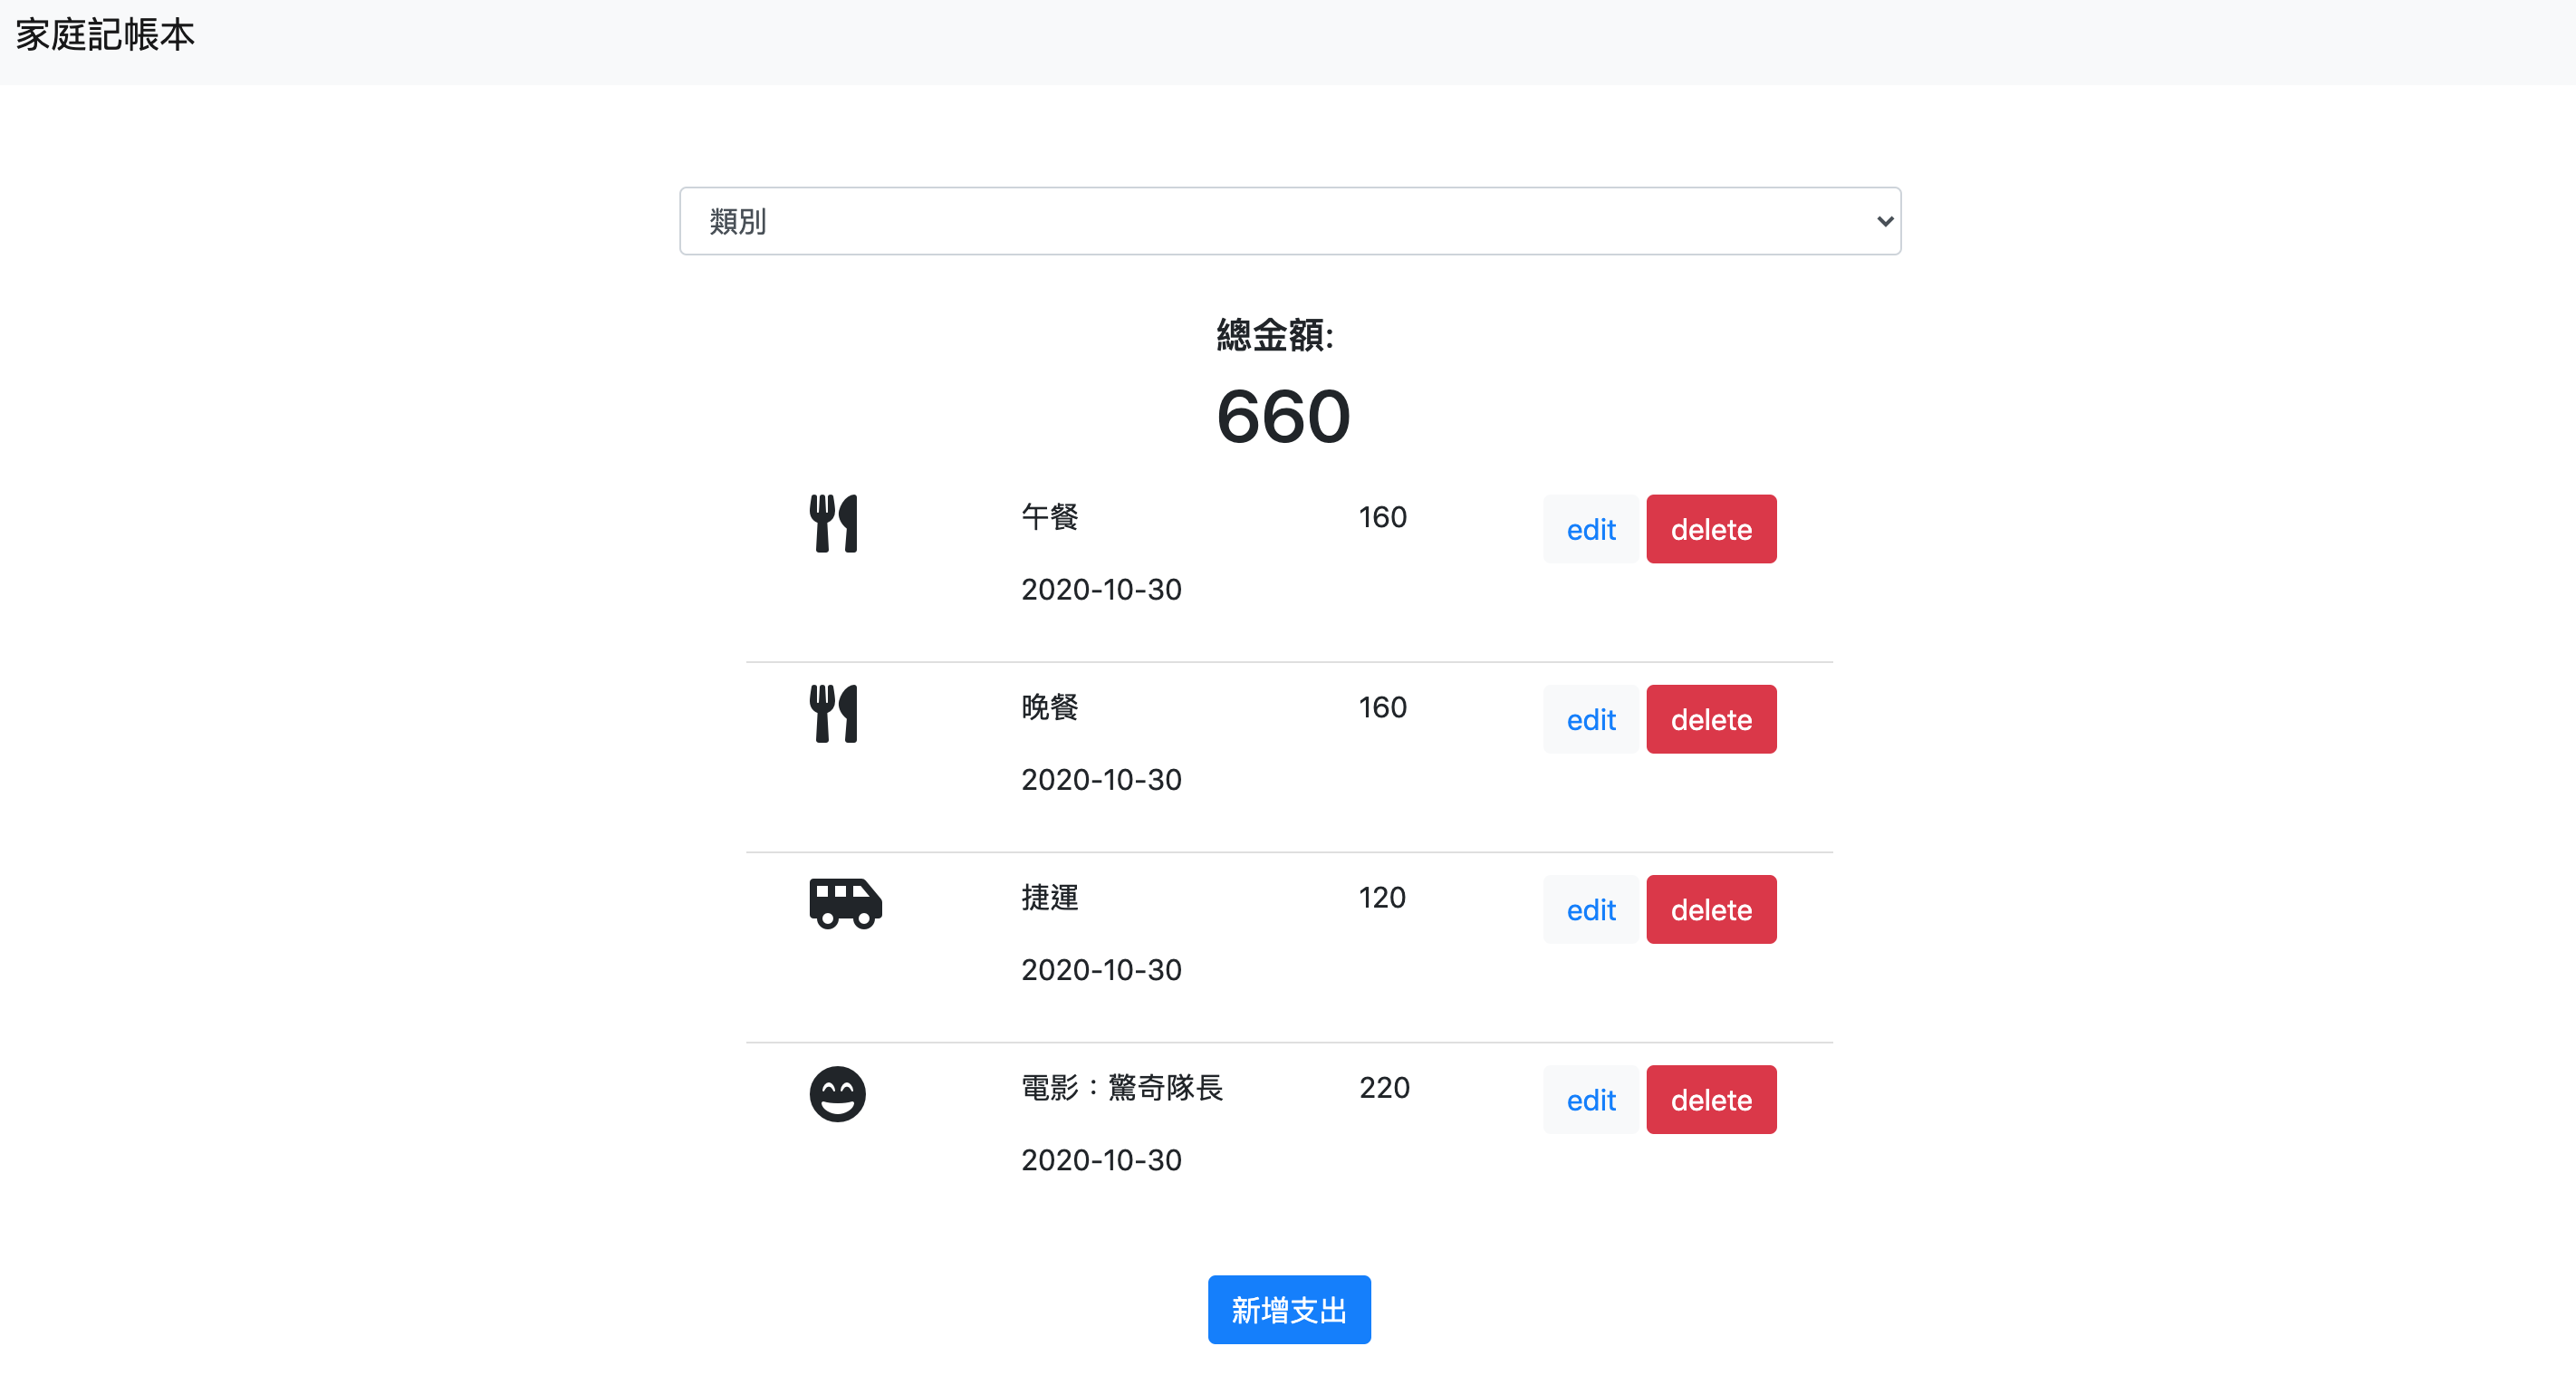 家庭記帳本
類別
總金額:
660
午餐 160 edit delete
2020-10-30
晚餐 160 edit delete
2020-10-30
捷運 120 edit delete
2020-10-30
電影：驚奇隊長 220 edit delete
2020-10-30
新增支出